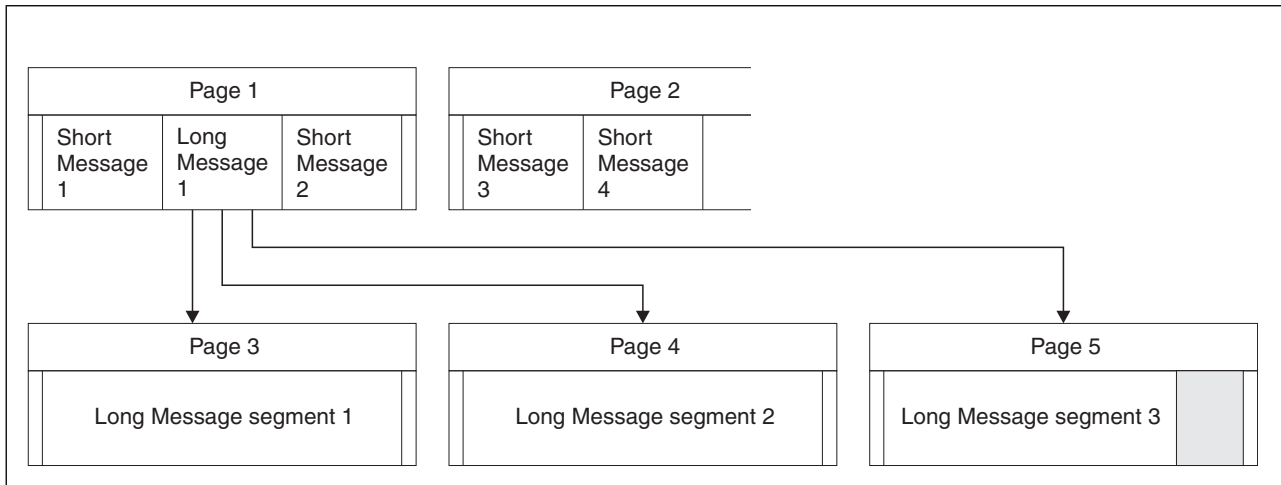 Page 1
Short
Message
1
Long
Message
1
Short
Message
2
Page 2
Short
Message
3
Short
Message
4
Page 3
Long Message segment 1
Page 4
Long Message segment 2
Page 5
Long Message segment 3